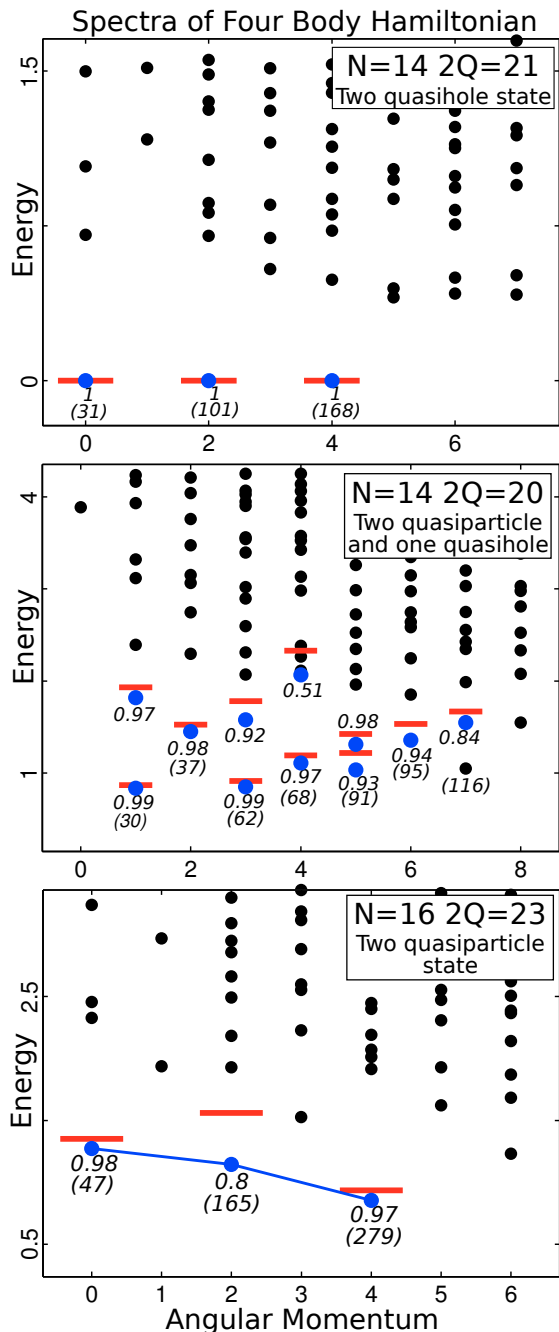 Spectra of Four Body Hamiltonian
N=14 2Q=21
Two quasihole state
1.5
Energy
0
1
(31)
1
(101)
1
(168)
0 2 4 6
N=14 2Q=20
Two quasiparticle
and one quasihole
4
Energy
1
0.51
0.97
0.98
(37)
0.92
0.98
0.84
0.94
(95)
0.97
(68)
0.93
(91)
(116)
0.99
(30)
0.99
(62)
0 2 4 6 8
N=16 2Q=23
Two quasiparticle
state
2.5
Energy
0.5
0.98
(47)
0.8
(165)
0.97
(279)
0 1 2 3 4 5 6
Angular Momentum